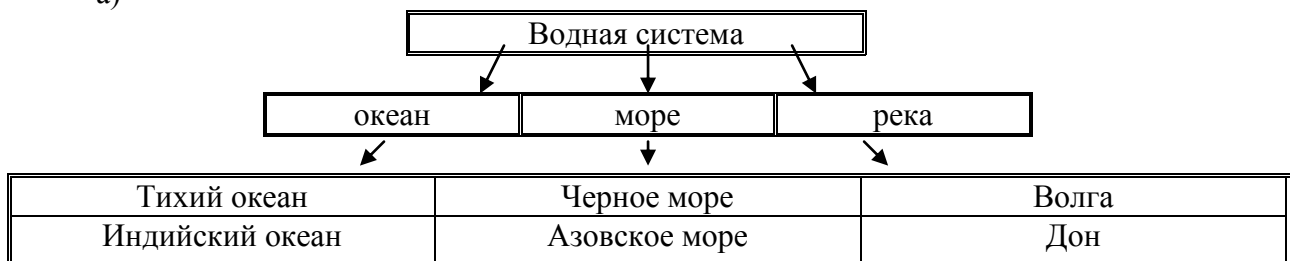 а)
Водная система
океан море река
Тихий океан Черное море Волга
Индийский океан Азовское море Дон